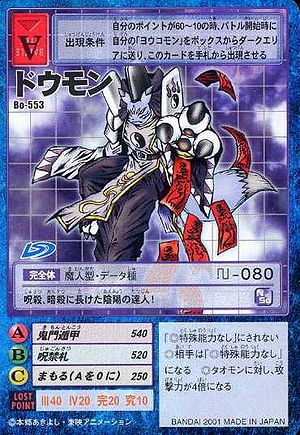 V
出現条件
自分のポイントが60～10の時、バトル開始時に
自分の「ヨウコモン」をボックスからダークエリ
アに送り、このカードを手札から出現させる
ドウモン
Bo-553
完全体
魔人型・データ種
080
呪殺、暗殺に長けた陰陽の達人！
A 鬼門遁甲 540
B 呪禁札 520
C まもる(Aを0に) 250
「◎特殊能力なし」にされない
◎相手は「◎特殊能力なし」に
なる ◎タオモンに対し、攻
撃力が4倍になる
LOST
POINT
III40 IV20 完20 究10
©本郷あきよし・東映アニメーション
BANDAI 2001 MADE IN JAPAN